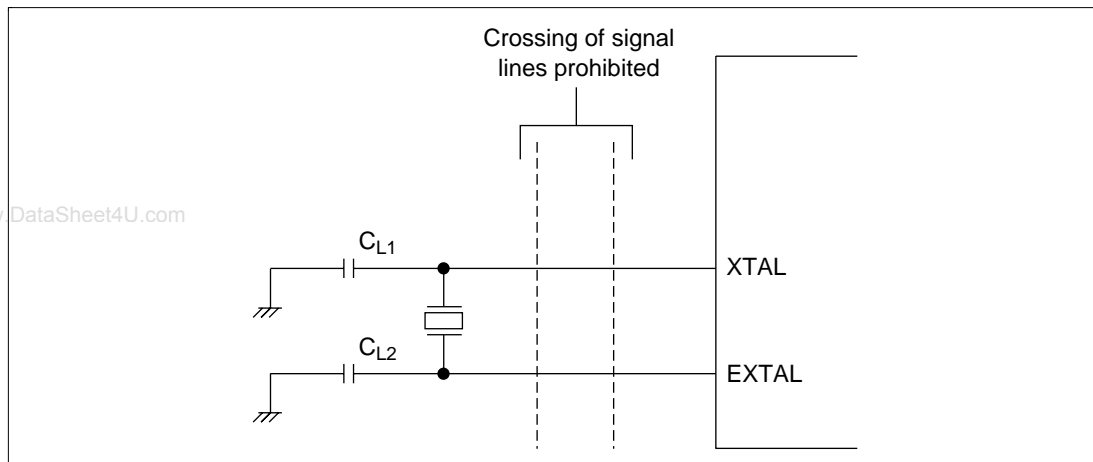 Crossing of signal
lines prohibited
.DataSheet4U.com
CL1
XTAL
CL2
EXTAL